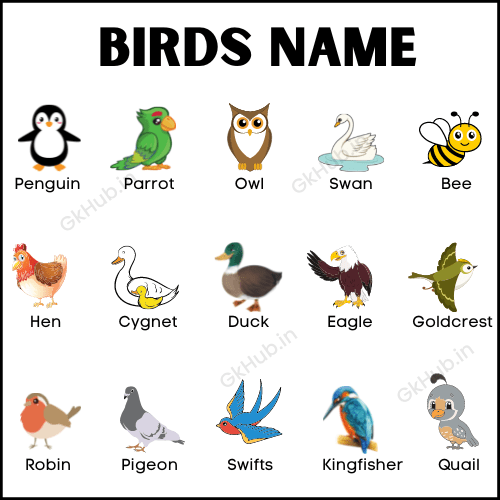 BIRDS NAME
Penguin Parrot Owl Swan Bee
GkHub.in GkHub.in
Hen Cygnet Duck Eagle Goldcrest
GkHub.in GkHub.in
Robin Pigeon Swifts Kingfisher Quail